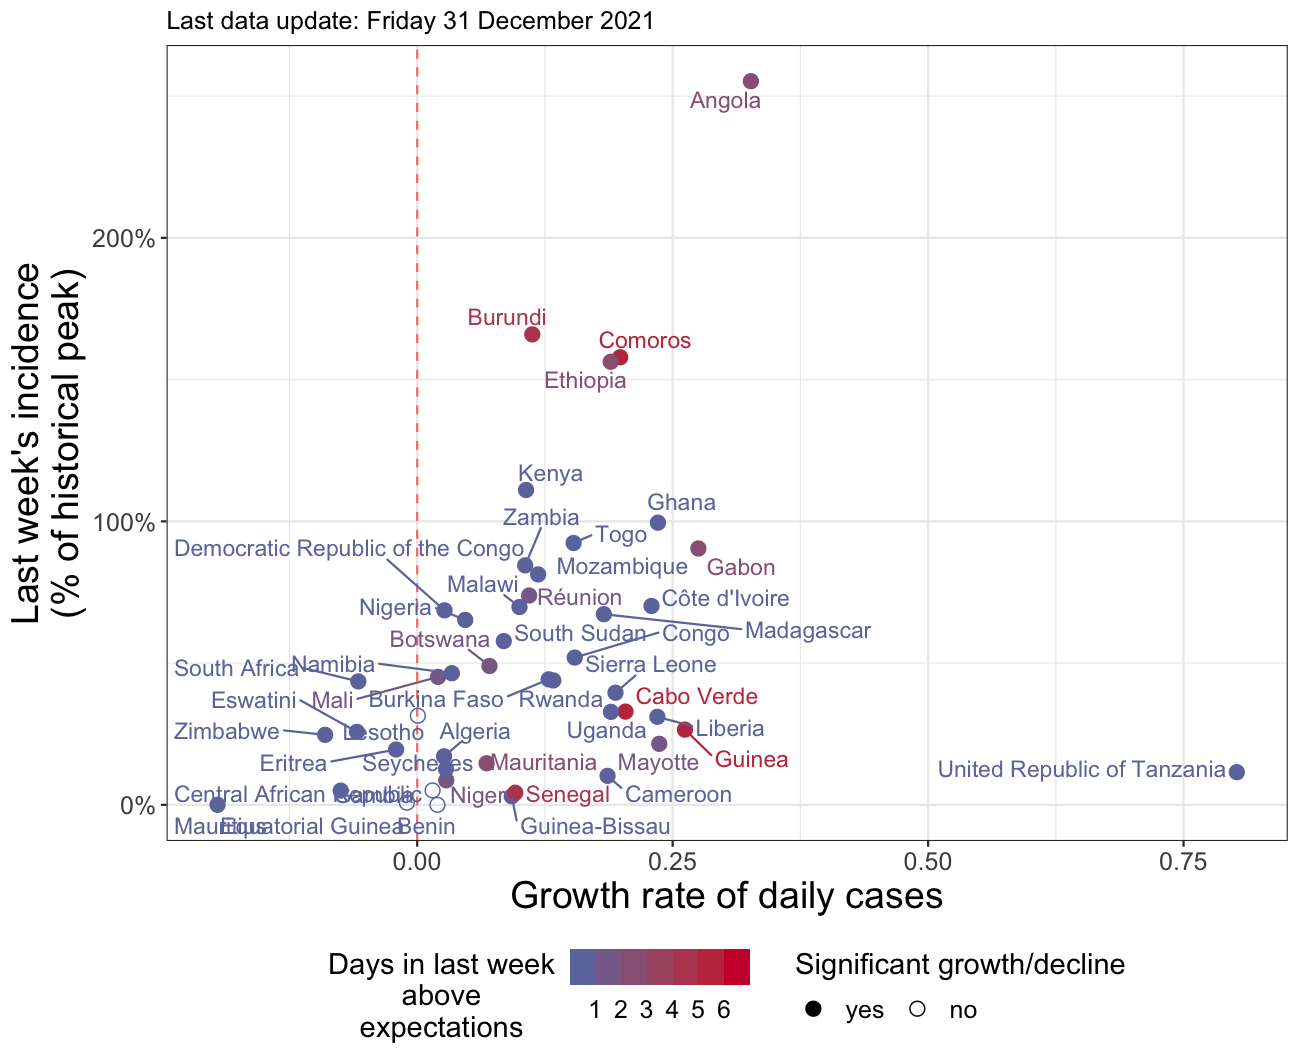 Last data update: Friday 31 December 2021
Last week's incidence
(% of historical peak)
200%
100%
0%
Angola
Burundi
Comoros
Ethiopia
Kenya
Ghana
Zambia
Togo
Democratic Republic of the Congo
Mozambique
Gabon
Malawi
Réunion
Côte d'Ivoire
Nigeria
Madagascar
Botswana
South Sudan
Congo
South Africa
Namibia
Sierra Leone
Eswatini
Mali
Burkina Faso
Rwanda
Cabo Verde
Zimbabwe
Lesotho
Algeria
Uganda
Liberia
Eritrea
Seychelles
Mauritania
Mayotte
Guinea
United Republic of Tanzania
Central African Republic
Gambia
Niger
Senegal
Cameroon
Mauritius
Equatorial Guinea
Benin
Guinea-Bissau
0.00
0.25
0.50
0.75
Growth rate of daily cases
Days in last week
above
expectations
1 2 3 4 5 6
Significant growth/decline
yes
no